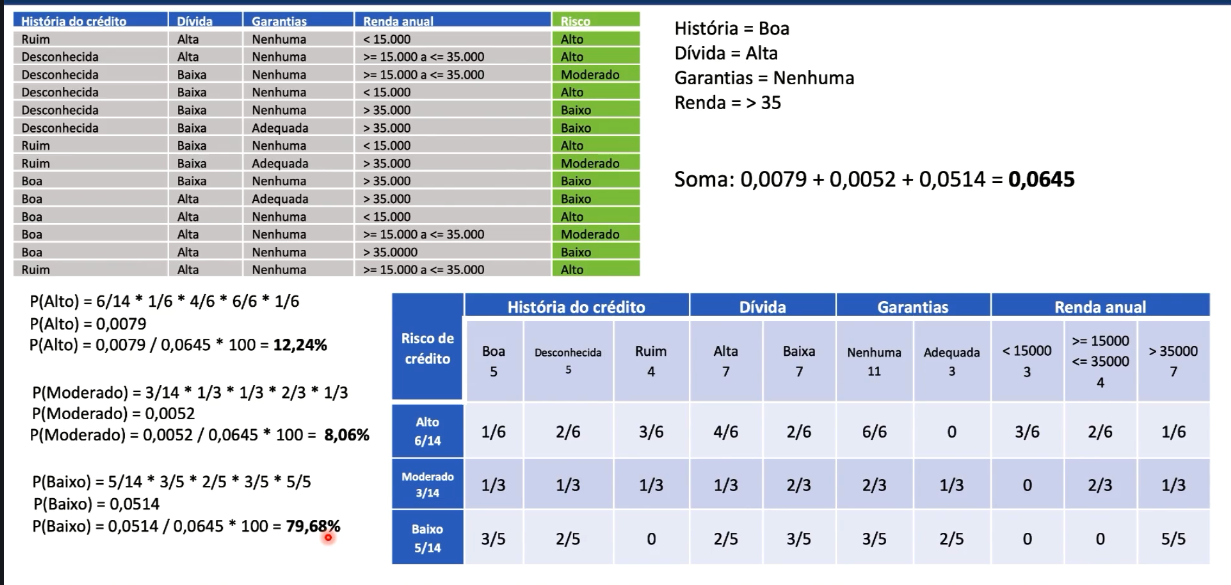 História do crédito Dívida Garantias Renda anual Risco
Ruim Alta Nenhuma < 15.000 Alto
Desconhecida Alta Nenhuma >= 15.000 a <= 35.000 Alto
Desconhecida Baixa Nenhuma >= 15.000 a <= 35.000 Moderado
Desconhecida Baixa Nenhuma < 15.000 Alto
Desconhecida Baixa Nenhuma > 35.000 Baixo
Desconhecida Baixa Adequada > 35.000 Baixo
Ruim Baixa Nenhuma < 15.000 Alto
Ruim Baixa Adequada > 35.000 Moderado
Boa Baixa Nenhuma > 35.000 Baixo
Boa Alta Adequada > 35.000 Baixo
Boa Alta Nenhuma < 15.000 Alto
Boa Alta Nenhuma >= 15.000 a <= 35.000 Moderado
Boa Alta Nenhuma > 35.0000 Baixo
Ruim Alta Nenhuma >= 15.000 a <= 35.000 Alto
História = Boa
Dívida = Alta
Garantias = Nenhuma
Renda = > 35
Soma: 0,0079 + 0,0052 + 0,0514 = 0,0645
P(Alto) = 6/14 * 1/6 * 4/6 * 6/6 * 1/6
P(Alto) = 0,0079
P(Alto) = 0,0079 / 0,0645 * 100 = 12,24%
P(Moderado) = 3/14 * 1/3 * 1/3 * 2/3 * 1/3
P(Moderado) = 0,0052
P(Moderado) = 0,0052 / 0,0645 * 100 = 8,06%
P(Baixo) = 5/14 * 3/5 * 2/5 * 3/5 * 5/5
P(Baixo) = 0,0514
P(Baixo) = 0,0514 / 0,0645 * 100 = 79,68%
Risco de crédito História do crédito Dívida Garantias Renda anual
Boa Desconhecida Ruim Alta Baixa Nenhuma Adequada < 15000 >= 15000 <= 35000 > 35000
5 5 4 7 7 11 3 3 4 7
Alto 6/14 1/6 2/6 3/6 4/6 2/6 6/6 0 3/6 2/6 1/6
Moderado 3/14 1/3 1/3 1/3 1/3 2/3 2/3 1/3 0 2/3 1/3
Baixo 5/14 3/5 2/5 0 2/5 3/5 3/5 2/5 0 0 5/5